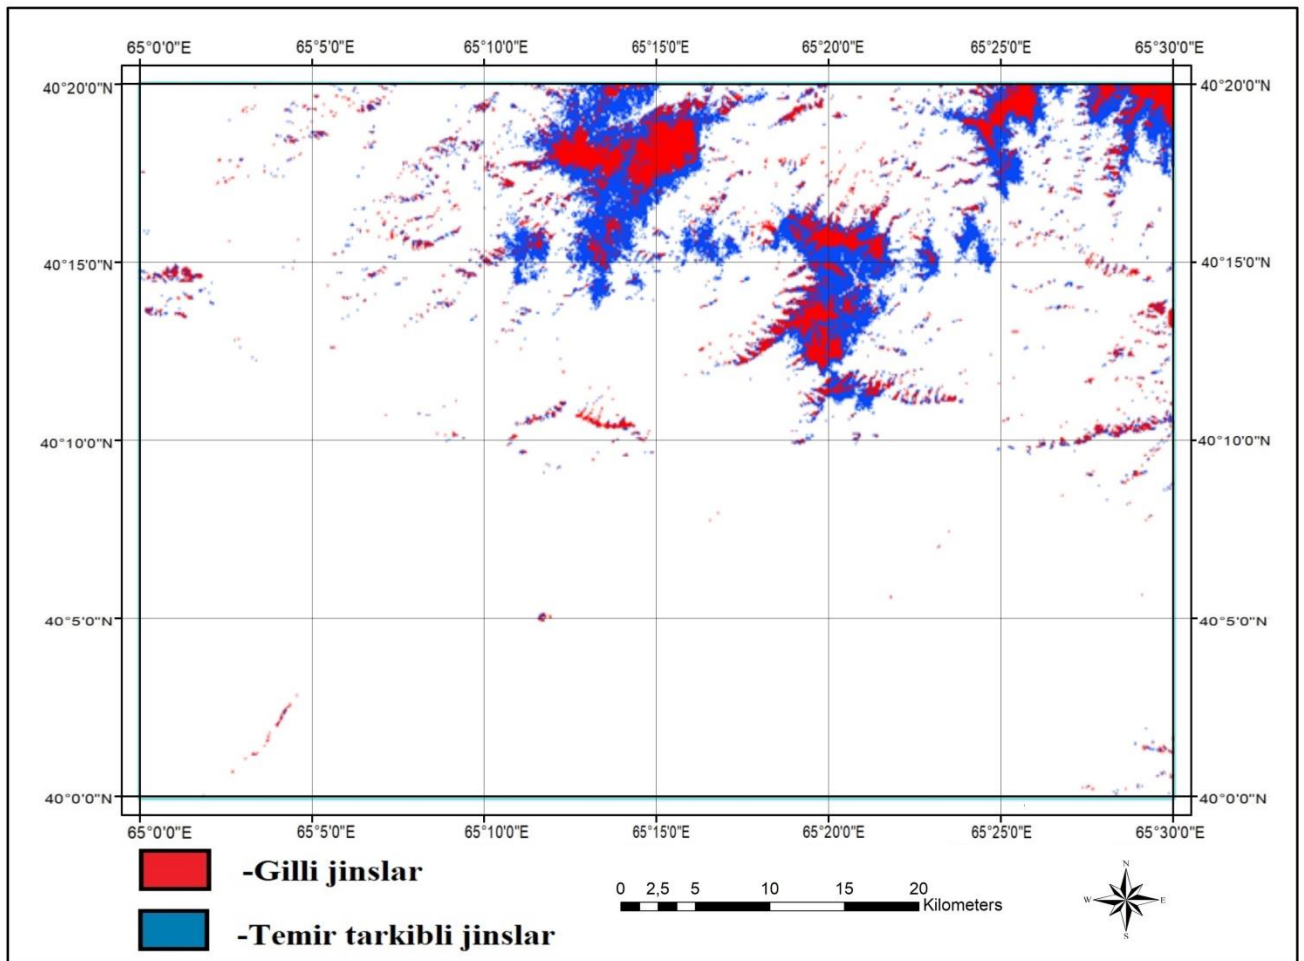 65°0'0"E 65°5'0"E 65°10'0"E 65°15'0"E 65°20'0"E 65°25'0"E 65°30'0"E
40°20'0"N 40°20'0"N
40°15'0"N 40°15'0"N
40°10'0"N 40°10'0"N
40°5'0"N 40°5'0"N
40°0'0"N 40°0'0"N
65°0'0"E 65°5'0"E 65°10'0"E 65°15'0"E 65°20'0"E 65°25'0"E 65°30'0"E
-Gilli jinslar
0 2,5 5 10 15 20
Kilometers
N
W E
S
-Temir tarkibli jinslar